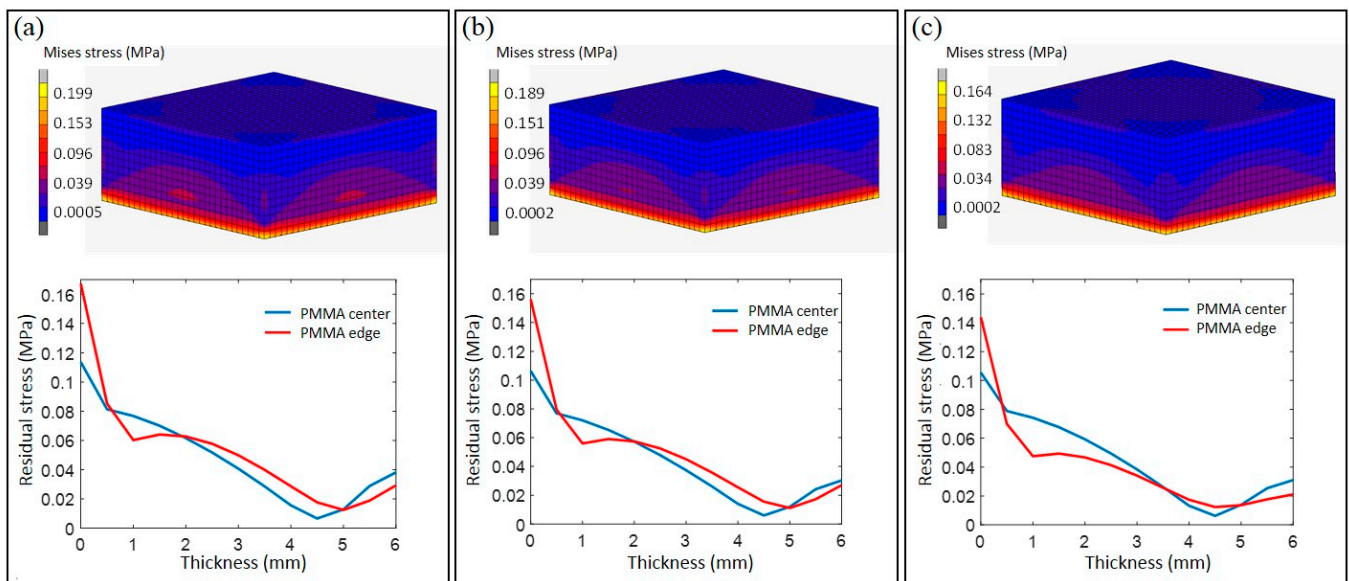 (a)
Mises stress (MPa)
0.199
0.153
0.096
0.039
0.0005
Residual stress (MPa)
0.16
0.14
0.12
0.1
0.08
0.06
0.04
0.02
0
PMMA center
PMMA edge
0 1 2 3 4 5 6
Thickness (mm)
(b)
Mises stress (MPa)
0.189
0.151
0.096
0.039
0.0002
Residual stress (MPa)
0.16
0.14
0.12
0.1
0.08
0.06
0.04
0.02
0
PMMA center
PMMA edge
0 1 2 3 4 5 6
Thickness (mm)
(c)
Mises stress (MPa)
0.164
0.132
0.083
0.034
0.0002
Residual stress (MPa)
0.16
0.14
0.12
0.1
0.08
0.06
0.04
0.02
0
PMMA center
PMMA edge
0 1 2 3 4 5 6
Thickness (mm)